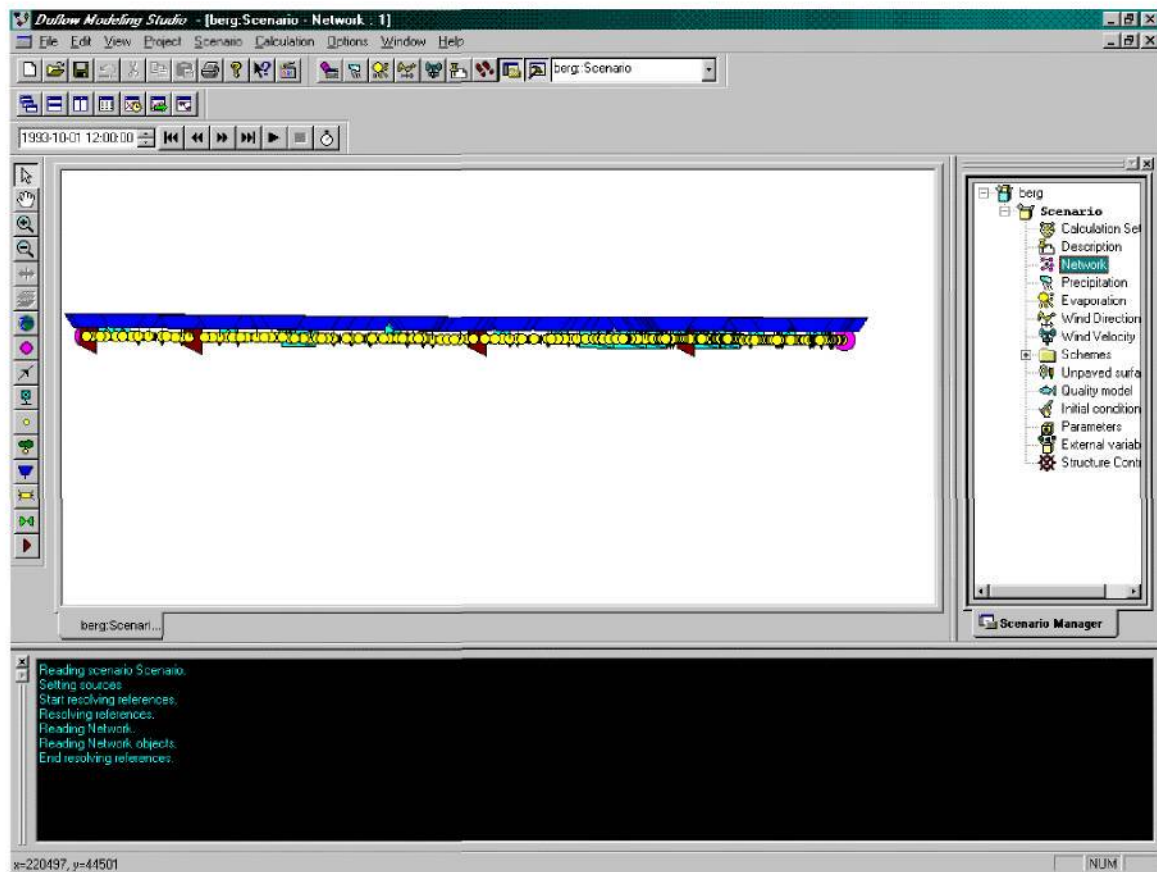 Duflow Modeling Studio - [berg:Scenario - Network : 1]
File Edit View Project Scenario Calculation Options Window Help
berg::Scenario
1993-10-01 12:00:00
berg
Scenario
Calculation Set
Description
Network
Precipitation
Evaporation
Wind Direction
Wind Velocity
Schemes
Unpaved surfa
Quality model
Initial condition
Parameters
External variab
Structure Cont
berg:Scenari...
Scenario Manager
Reading scenario Scenario.
Setting sources
Start resolving references.
Resolving references.
Reading Network.
Reading Network objects.
End resolving references.
x=220497, y=44501
NUM